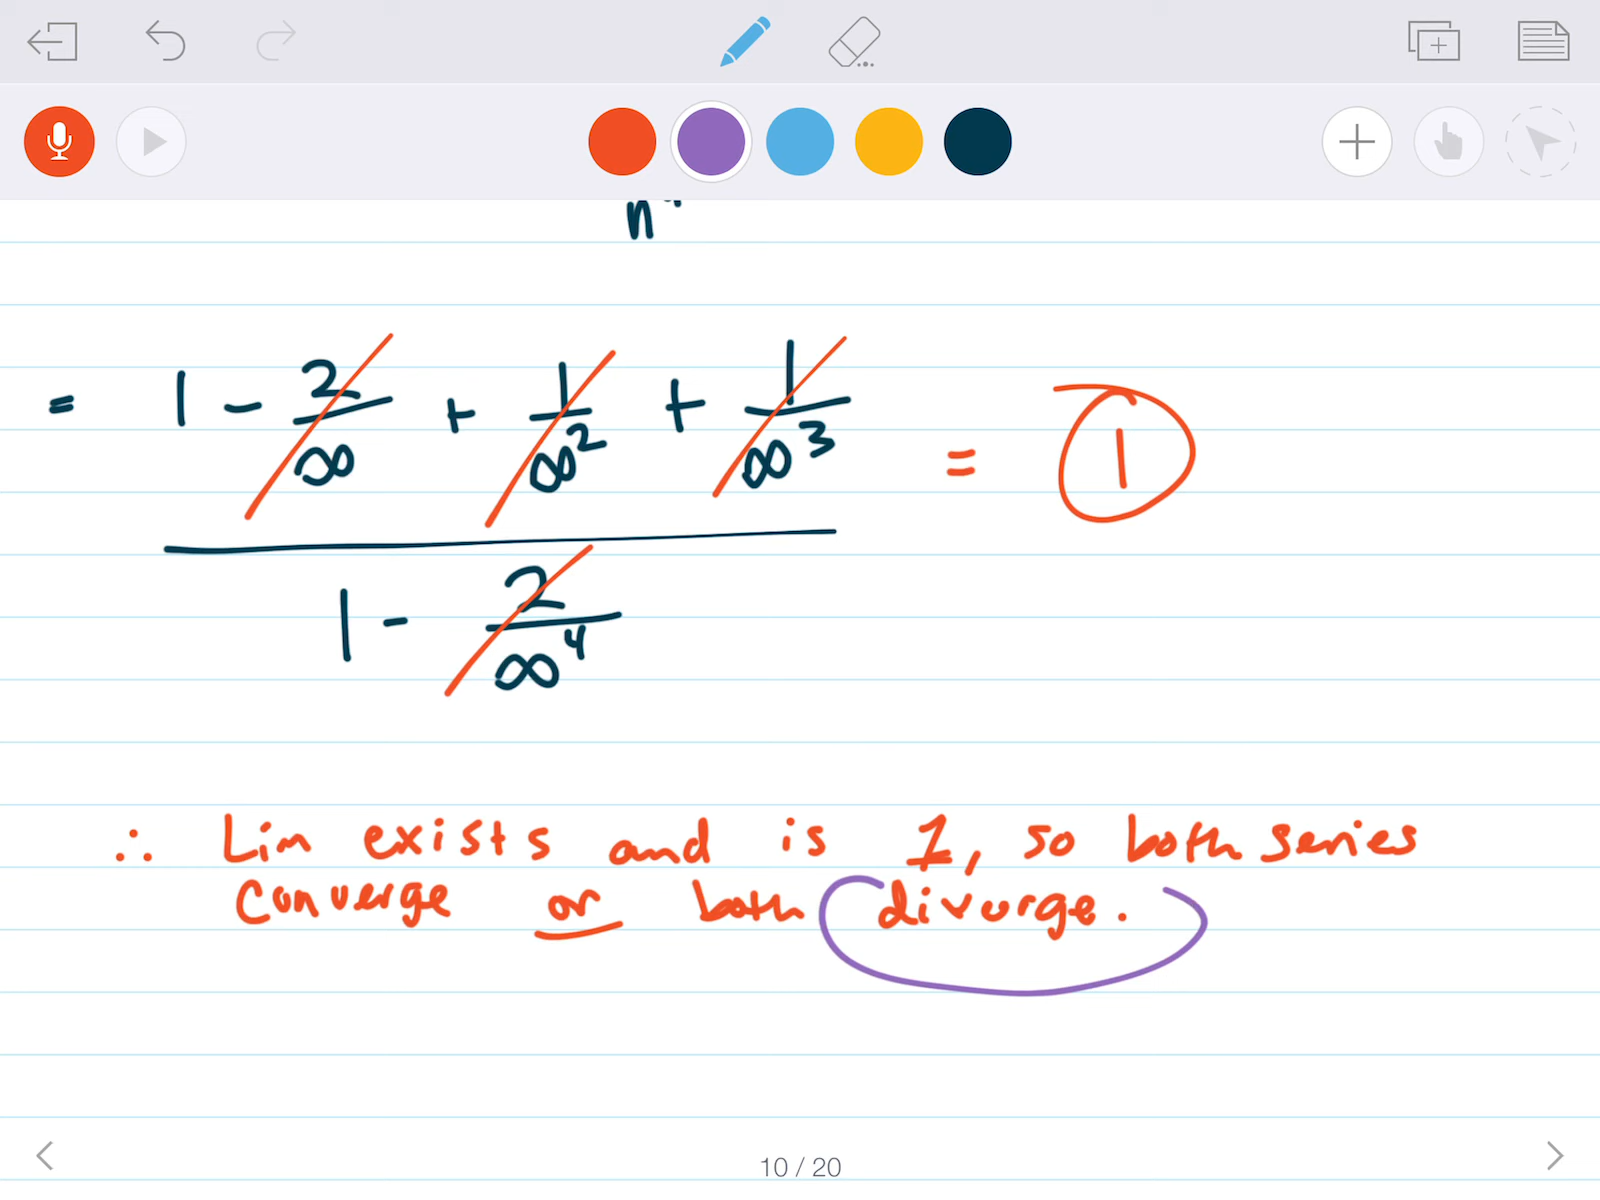 n⁴
= 1 - 2/∞ + 1/∞² + 1/∞³ = 1
1 - 2/∞⁴
∴ Lim exists and is 1, so both series
converge or both diverge.
10 / 20